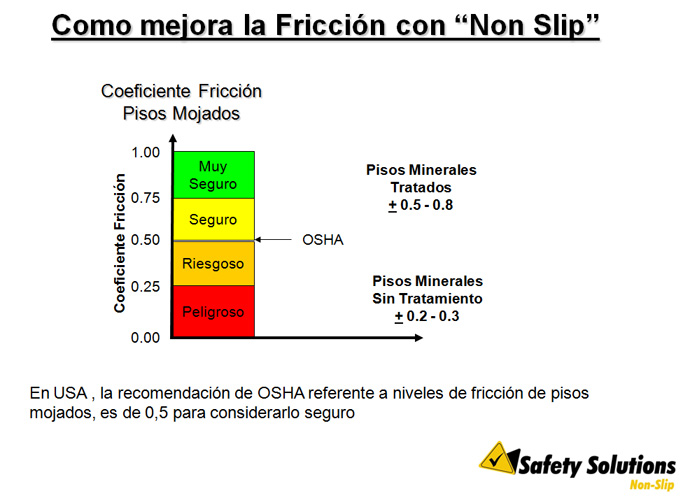 Como mejora la Fricción con “Non Slip”
Coeficiente Fricción
Pisos Mojados
Coeficiente Fricción
1.00
0.75
0.50
0.25
0.00
Muy
Seguro
Seguro
Riesgoso
Peligroso
OSHA
Pisos Minerales
Tratados
± 0.5 - 0.8
Pisos Minerales
Sin Tratamiento
± 0.2 - 0.3
En USA , la recomendación de OSHA referente a niveles de fricción de pisos
mojados, es de 0,5 para considerarlo seguro
Safety Solutions
Non-Slip